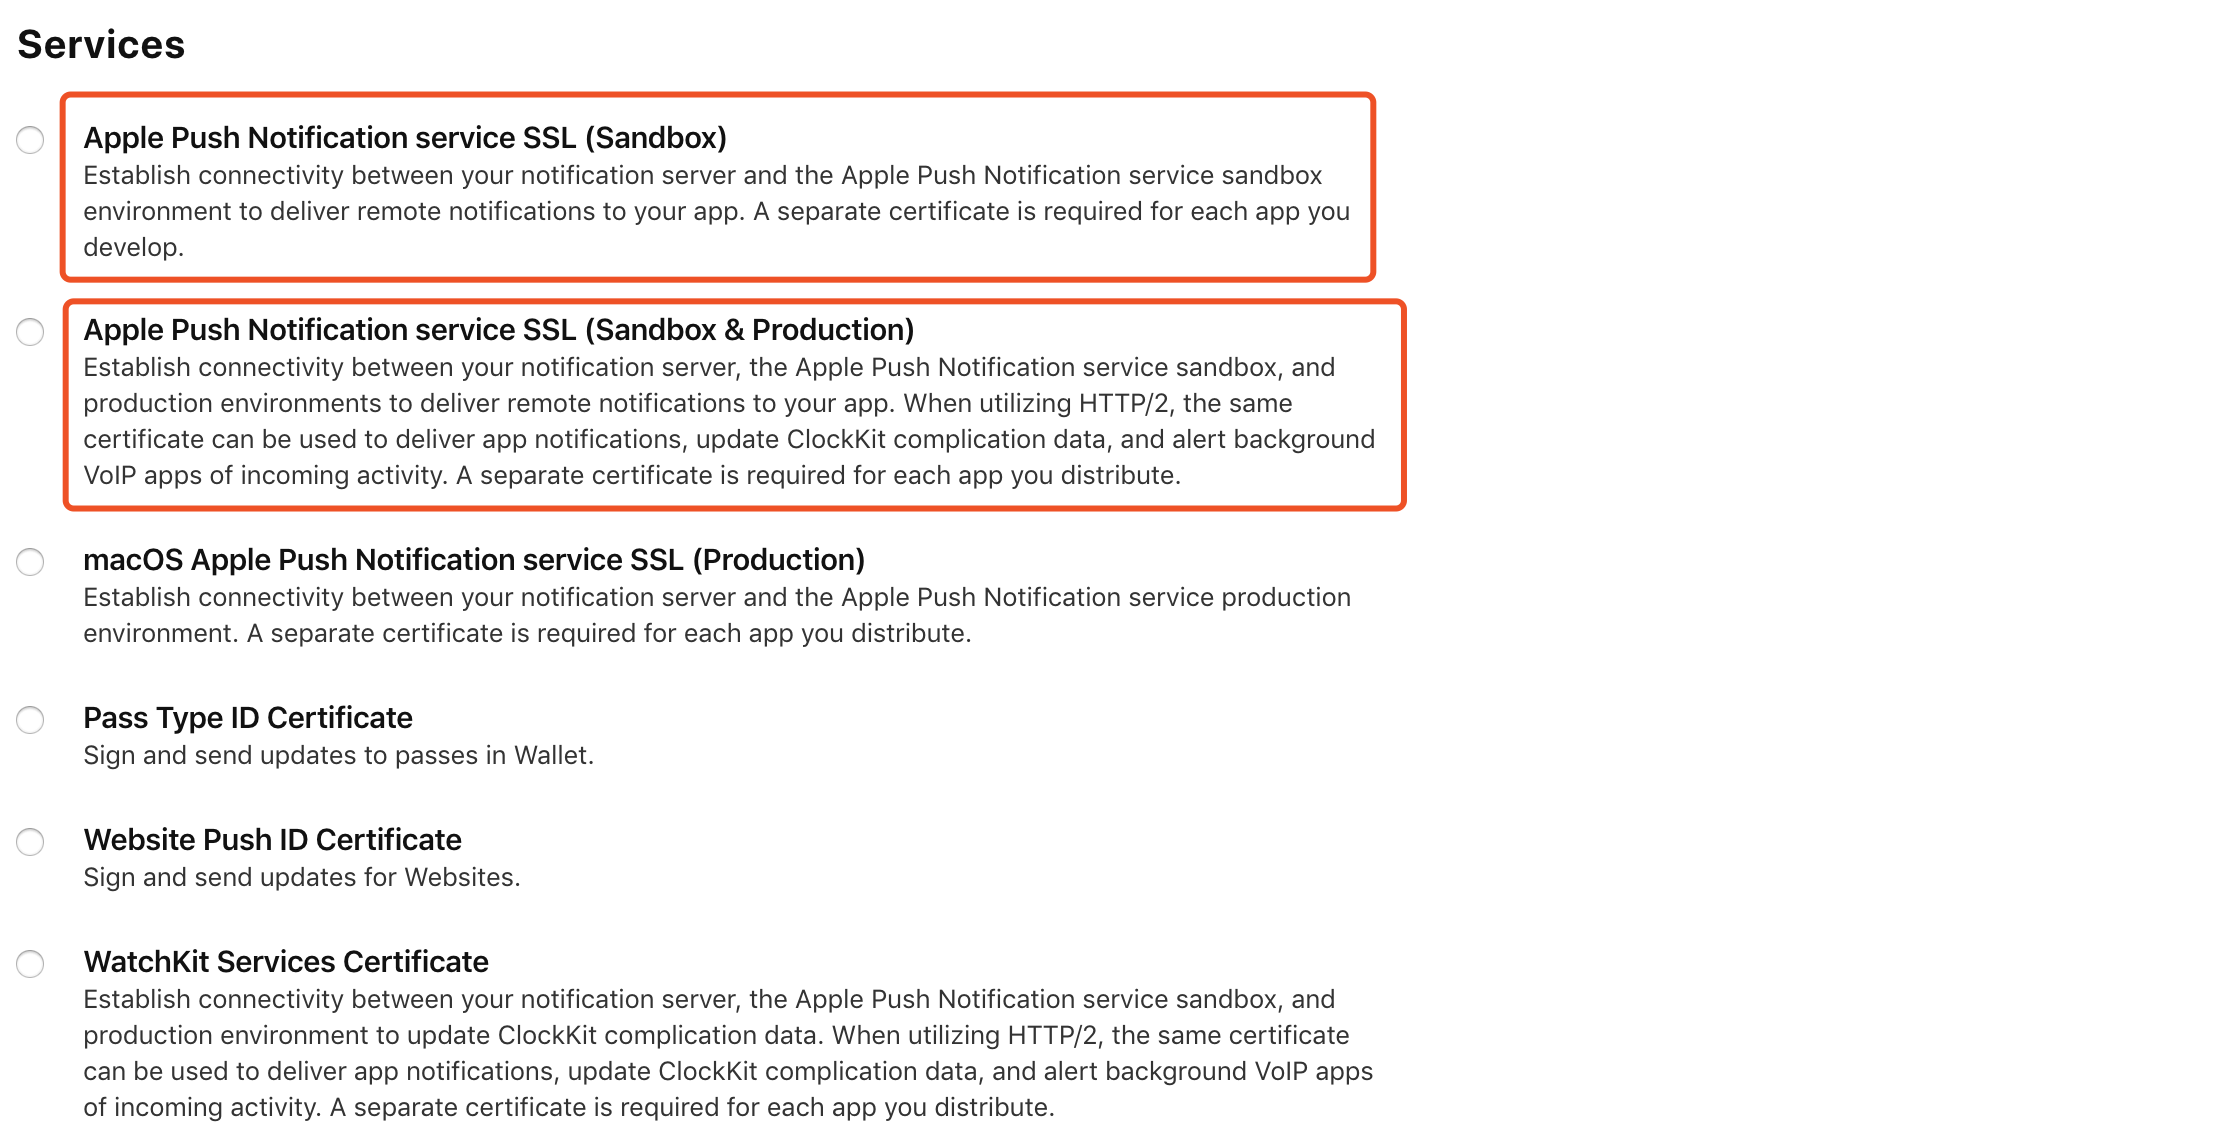 Services
Apple Push Notification service SSL (Sandbox)
Establish connectivity between your notification server and the Apple Push Notification service sandbox
environment to deliver remote notifications to your app. A separate certificate is required for each app you
develop.
Apple Push Notification service SSL (Sandbox & Production)
Establish connectivity between your notification server, the Apple Push Notification service sandbox, and
production environments to deliver remote notifications to your app. When utilizing HTTP/2, the same
certificate can be used to deliver app notifications, update ClockKit complication data, and alert background
VoIP apps of incoming activity. A separate certificate is required for each app you distribute.
macOS Apple Push Notification service SSL (Production)
Establish connectivity between your notification server and the Apple Push Notification service production
environment. A separate certificate is required for each app you distribute.
Pass Type ID Certificate
Sign and send updates to passes in Wallet.
Website Push ID Certificate
Sign and send updates for Websites.
WatchKit Services Certificate
Establish connectivity between your notification server, the Apple Push Notification service sandbox, and
production environment to update ClockKit complication data. When utilizing HTTP/2, the same certificate
can be used to deliver app notifications, update ClockKit complication data, and alert background VoIP apps
of incoming activity. A separate certificate is required for each app you distribute.